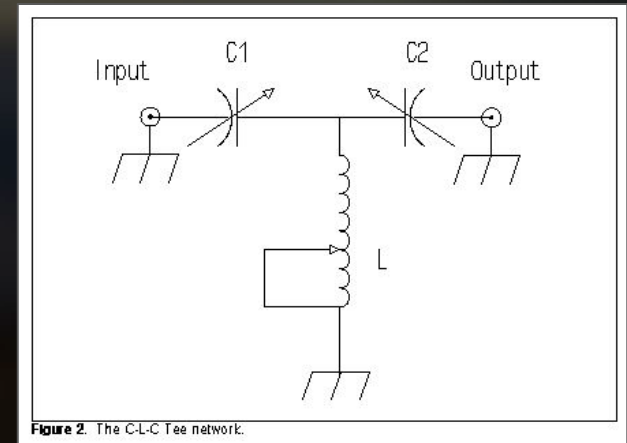 C1
C2
Input
Output
L
Figure 2. The C-L-C Tee network.